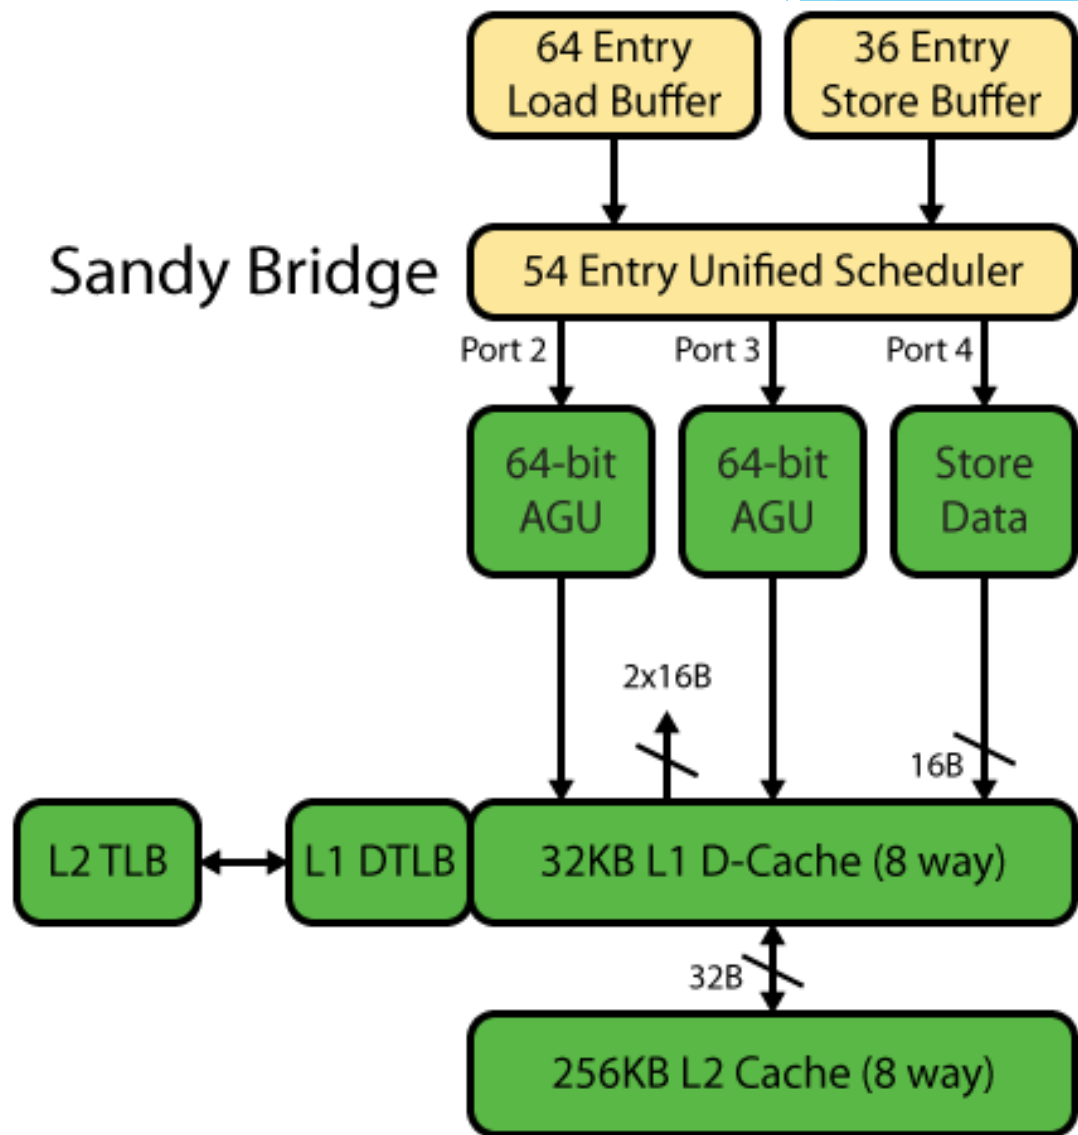 64 Entry
Load Buffer
36 Entry
Store Buffer
Sandy Bridge
54 Entry Unified Scheduler
Port 2
Port 3
Port 4
64-bit
AGU
64-bit
AGU
Store
Data
2x16B
16B
L2 TLB
L1 DTLB
32KB L1 D-Cache (8 way)
32B
256KB L2 Cache (8 way)